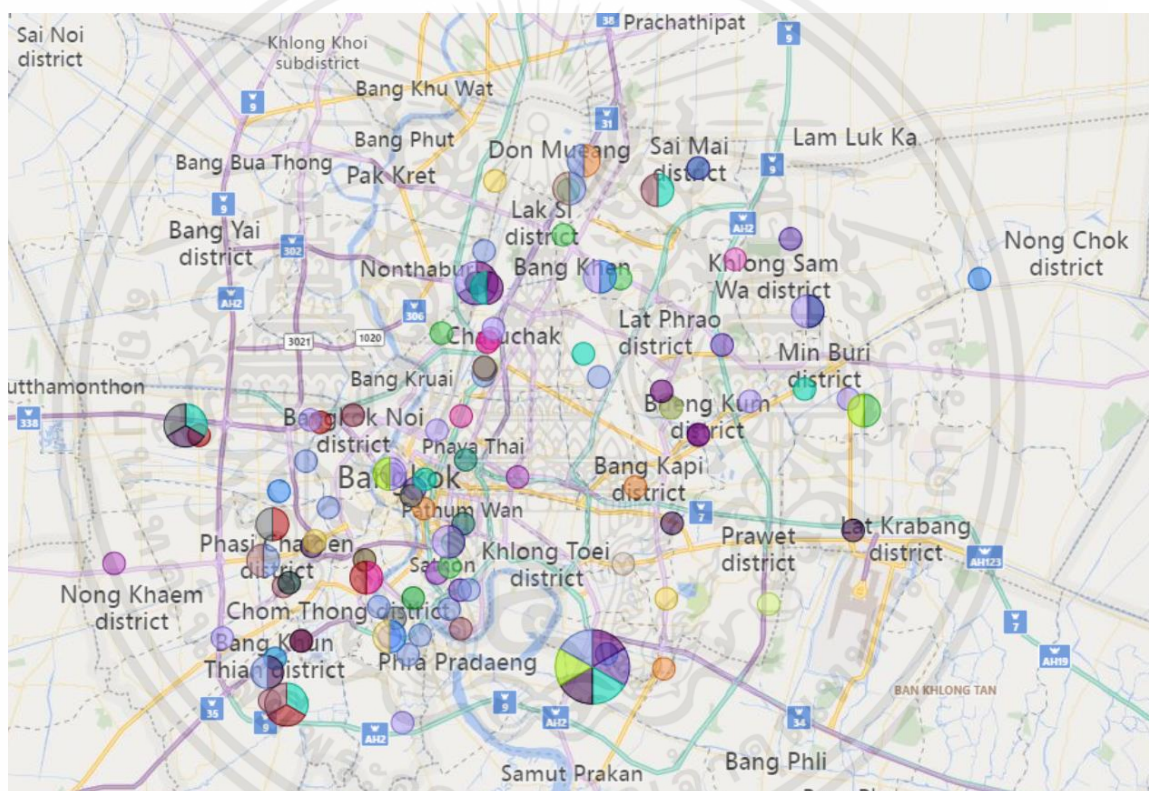 Sai Noi
district
Khlong Khoi
subdistrict
38
Prachathipat
9
Bang Khu Wat
9
31
Bang Phut
Don Mueang
Sai Mai
district
Lam Luk Ka
Bang Bua Thong
Pak Kret
9
9
Lak Si
district
AH2
Bang Yai
district
302
Nong Chok
district
Nonthaburi
Bang Khen
Khlong Sam
Wa district
AH2
306
Chatuchak
Lat Phrao
district
3021
1020
Min Buri
district
utthamonthon
Bang Kruai
338
Bangkok Noi
district
Bueng Kum
district
Phaya Thai
Bangkok
Bang Kapi
district
Pathum Wan
7
Phasi Charoen
district
Khlong Toei
district
Prawet
district
Lat Krabang
district
AH123
Sathon
Nong Khaem
district
Chom Thong district
7
Bang Khun
Thian district
Phra Pradaeng
AH19
BAN KHLONG TAN
35
9
9
AH2
34
AH2
Bang Phli
Samut Prakan